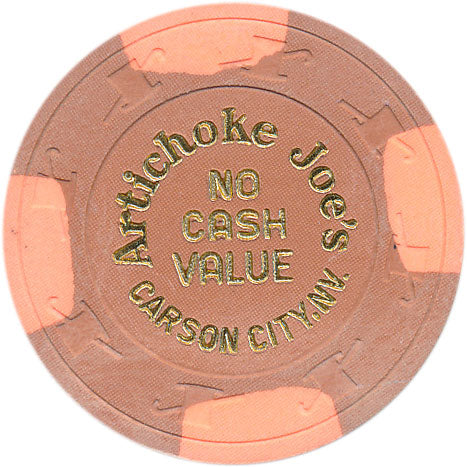 Artichoke Joe's
NO
CASH
VALUE
CARSON CITY, NV.